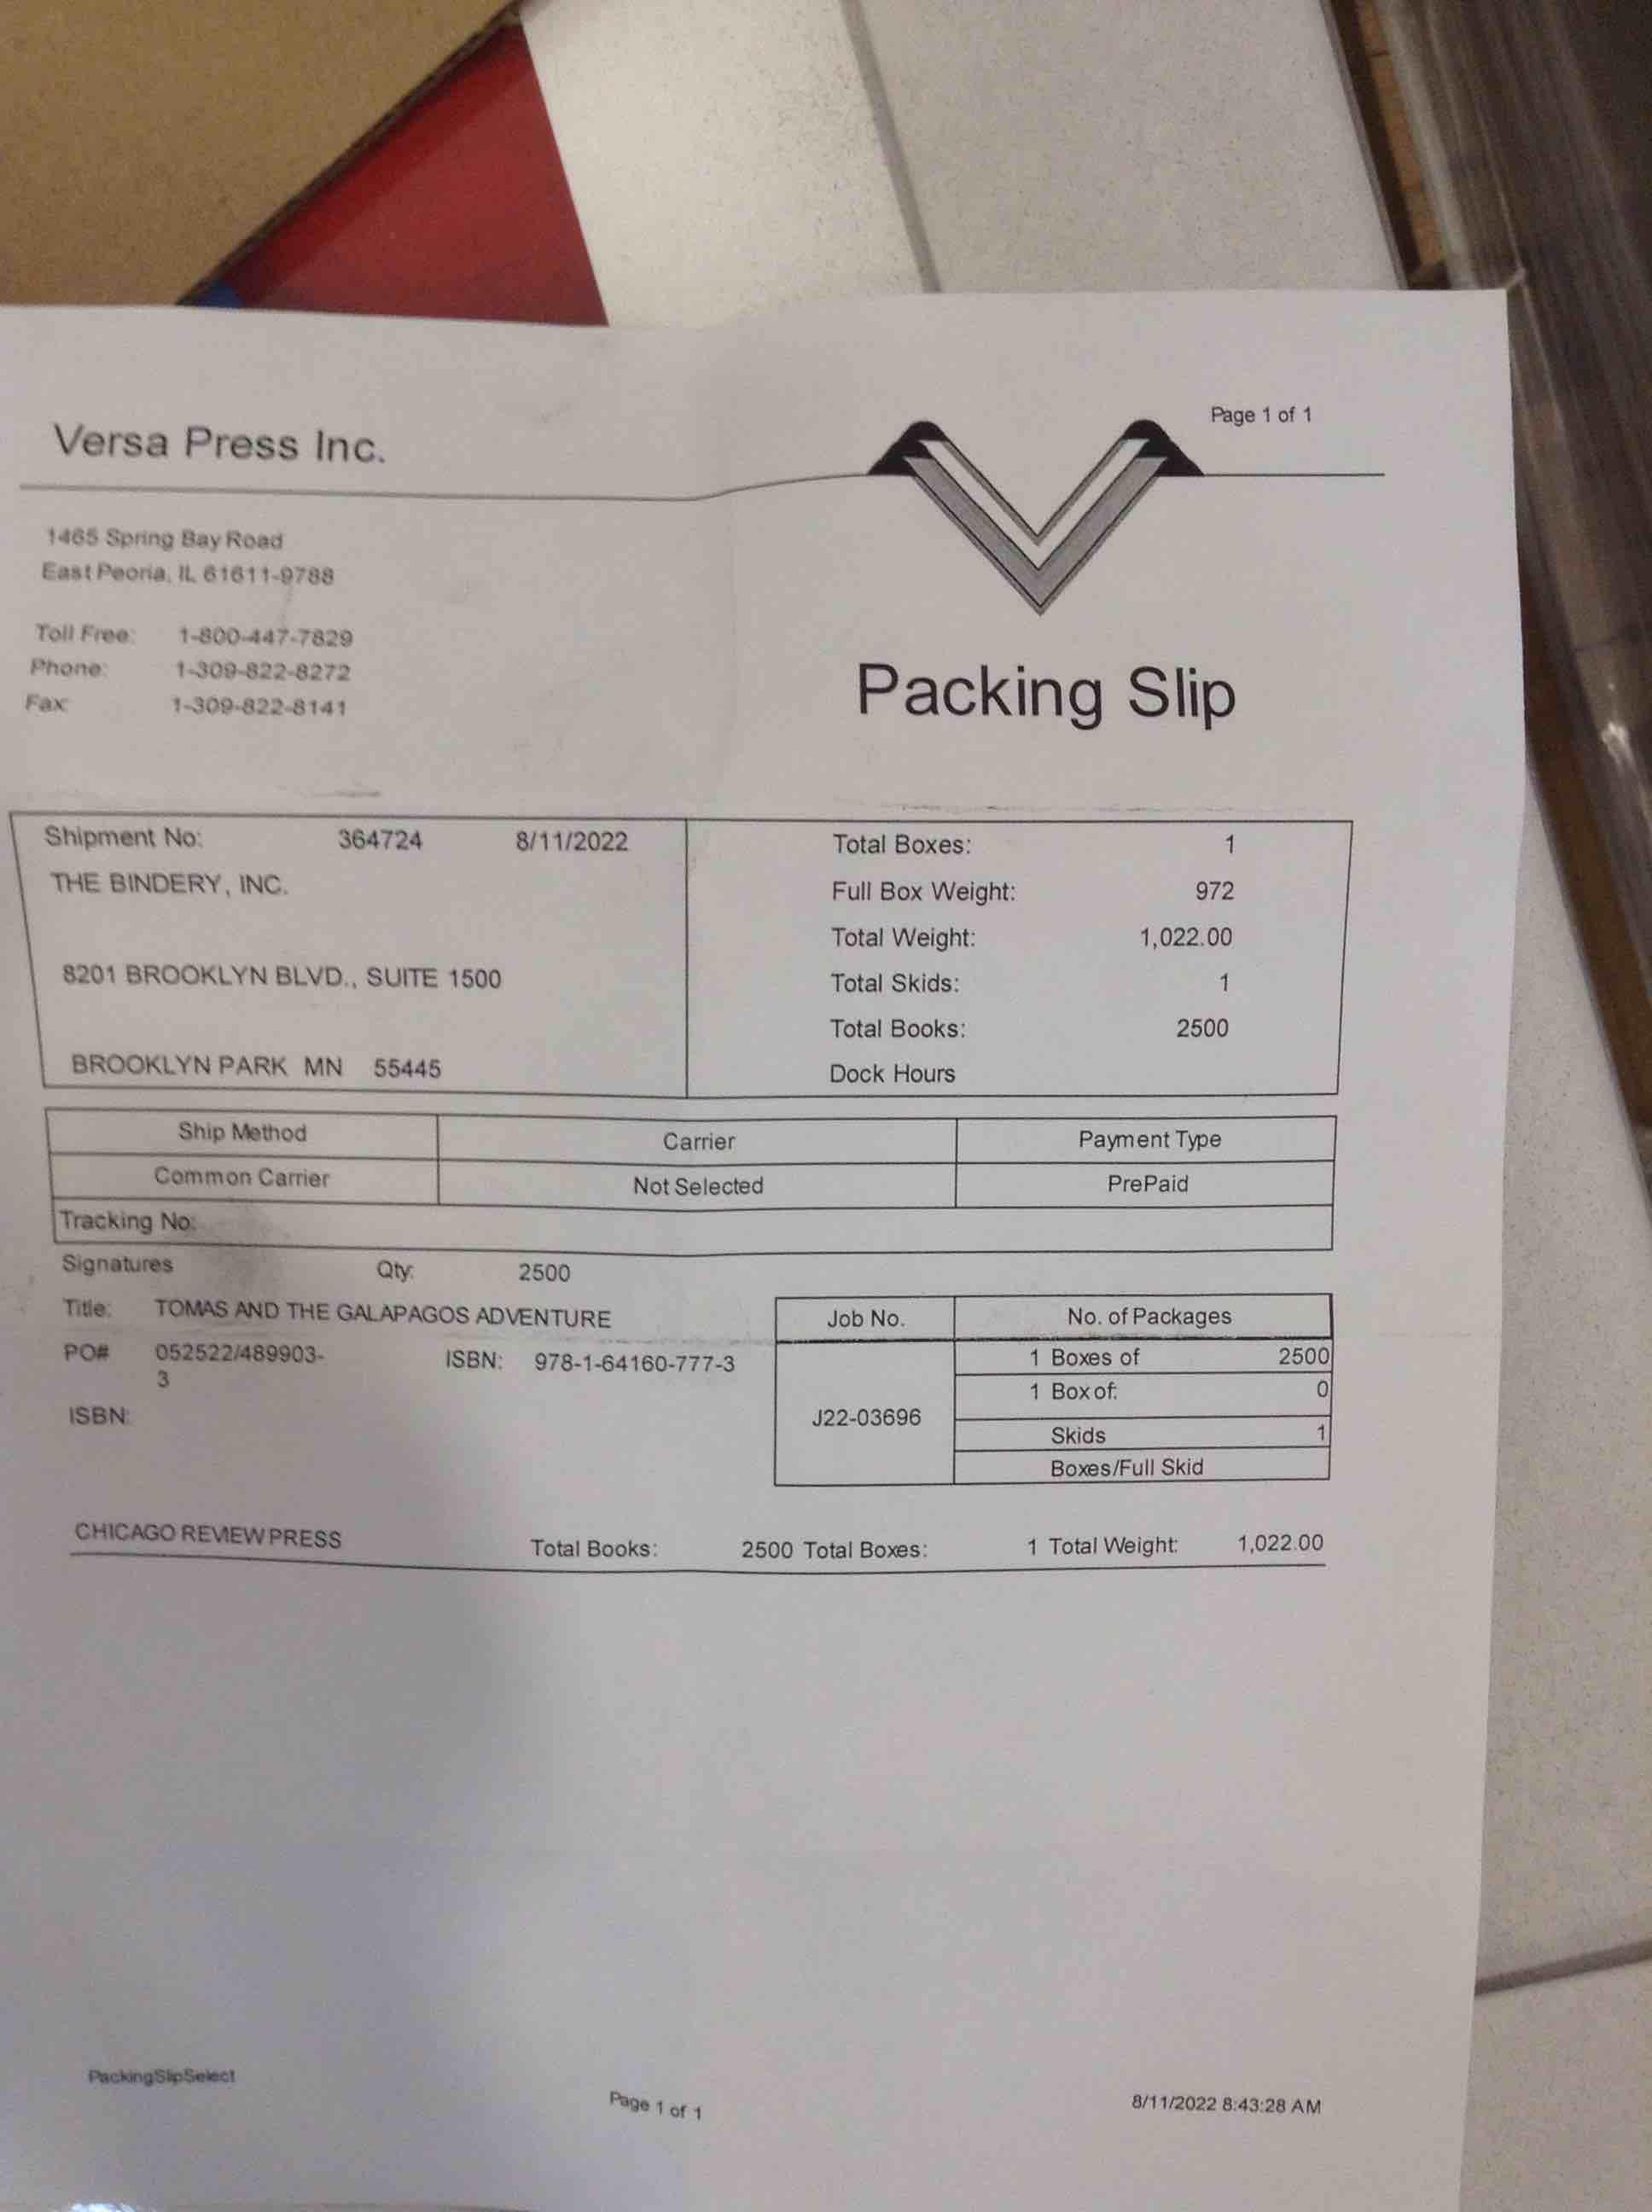 Page 1 of 1
Versa Press Inc.
1465 Spring Bay Road
East Peoria, IL 61611-9788
Toll Free: 1-800-447-7829
Phone: 1-309-822-8272
Fax: 1-309-822-8141
Packing Slip
Shipment No: 364724 8/11/2022
THE BINDERY, INC.
8201 BROOKLYN BLVD., SUITE 1500
BROOKLYN PARK MN 55445
Total Boxes: 1
Full Box Weight: 972
Total Weight: 1,022.00
Total Skids: 1
Total Books: 2500
Dock Hours
Ship Method Carrier Payment Type
Common Carrier Not Selected PrePaid
Tracking No:
Signatures Qty: 2500
Title: TOMAS AND THE GALAPAGOS ADVENTURE
PO# 052522/489903-
3
ISBN: 978-1-64160-777-3
ISBN:
Job No. No. of Packages
J22-03696
1 Boxes of 2500
1 Box of: 0
Skids 1
Boxes/Full Skid
CHICAGO REVIEW PRESS Total Books: 2500 Total Boxes: 1 Total Weight: 1,022.00
PackingSlipSelect
Page 1 of 1
8/11/2022 8:43:28 AM